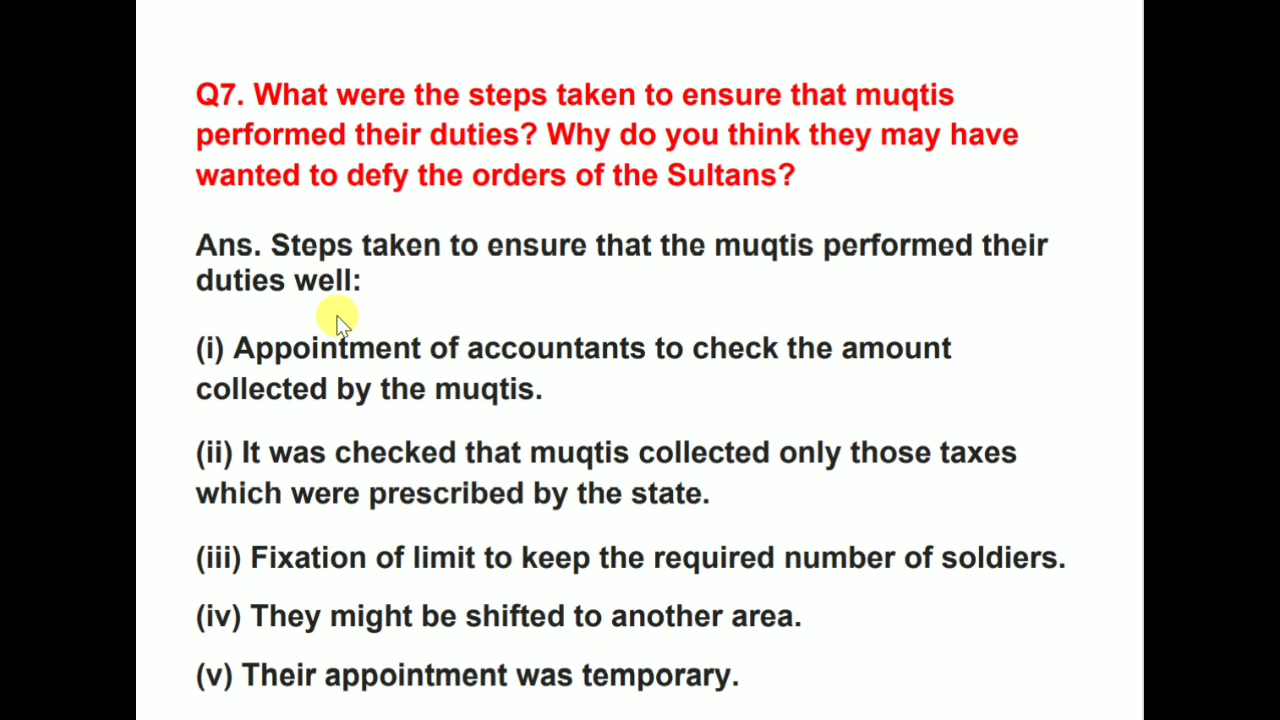 Q7. What were the steps taken to ensure that muqtis
performed their duties? Why do you think they may have
wanted to defy the orders of the Sultans?
Ans. Steps taken to ensure that the muqtis performed their
duties well:
(i) Appointment of accountants to check the amount
collected by the muqtis.
(ii) It was checked that muqtis collected only those taxes
which were prescribed by the state.
(iii) Fixation of limit to keep the required number of soldiers.
(iv) They might be shifted to another area.
(v) Their appointment was temporary.